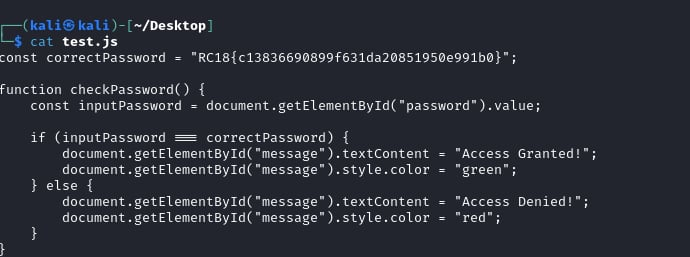 ┌──(kali㉿kali)-[~/Desktop]
└─$ cat test.js
const correctPassword = "RC18{c13836690899f631da20851950e991b0}";

function checkPassword() {
    const inputPassword = document.getElementById("password").value;

    if (inputPassword === correctPassword) {
        document.getElementById("message").textContent = "Access Granted!";
        document.getElementById("message").style.color = "green";
    } else {
        document.getElementById("message").textContent = "Access Denied!";
        document.getElementById("message").style.color = "red";
    }
}